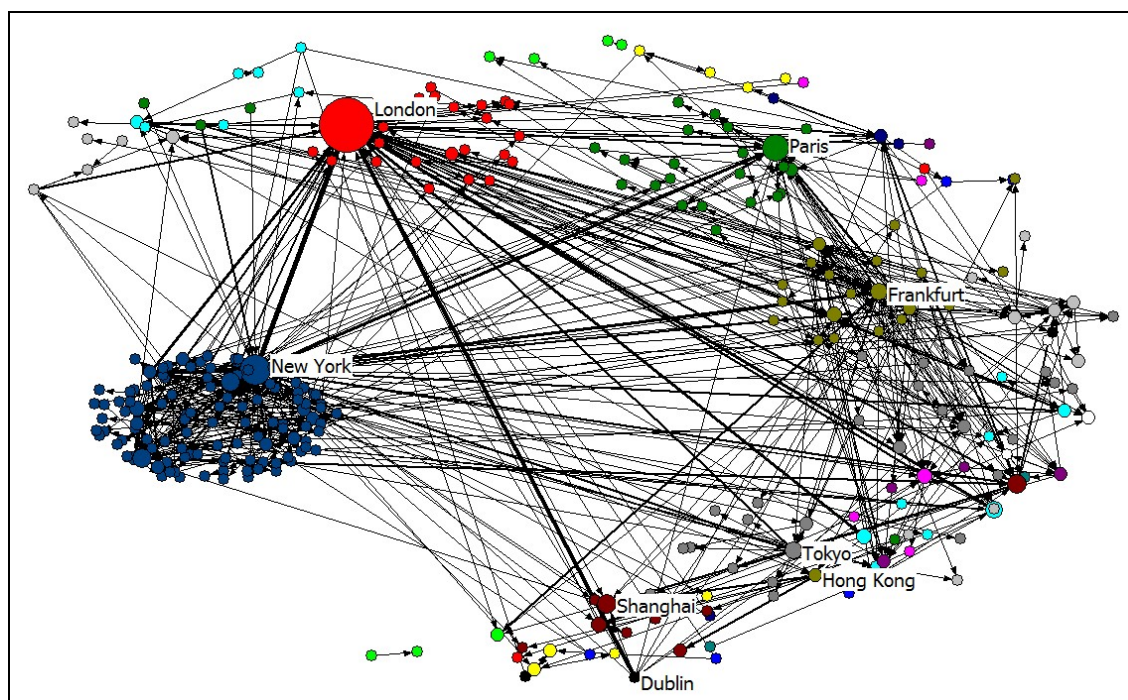 London
Paris
Frankfurt
New York
Tokyo
Hong Kong
Shanghai
Dublin